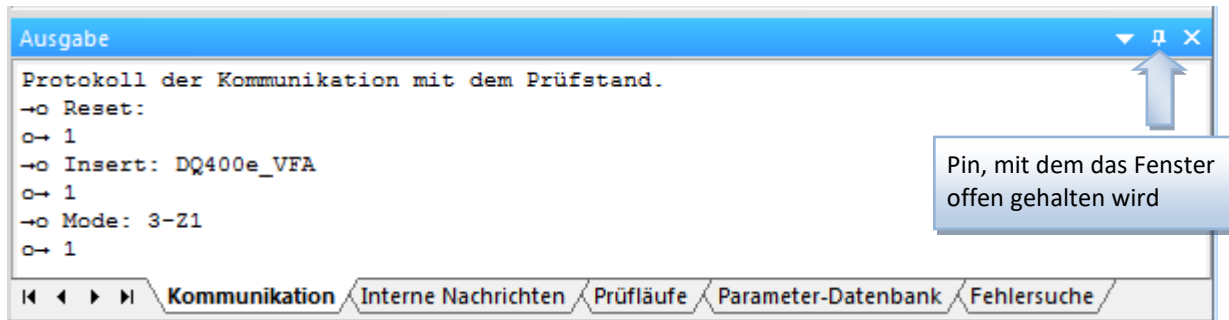 Ausgabe
Protokoll der Kommunikation mit dem Prüfstand.
→o Reset:
o→ 1
→o Insert: DQ400e_VFA
o→ 1
→o Mode: 3-Z1
o→ 1
Pin, mit dem das Fenster
offen gehalten wird
Kommunikation Interne Nachrichten Prüfläufe Parameter-Datenbank Fehlersuche